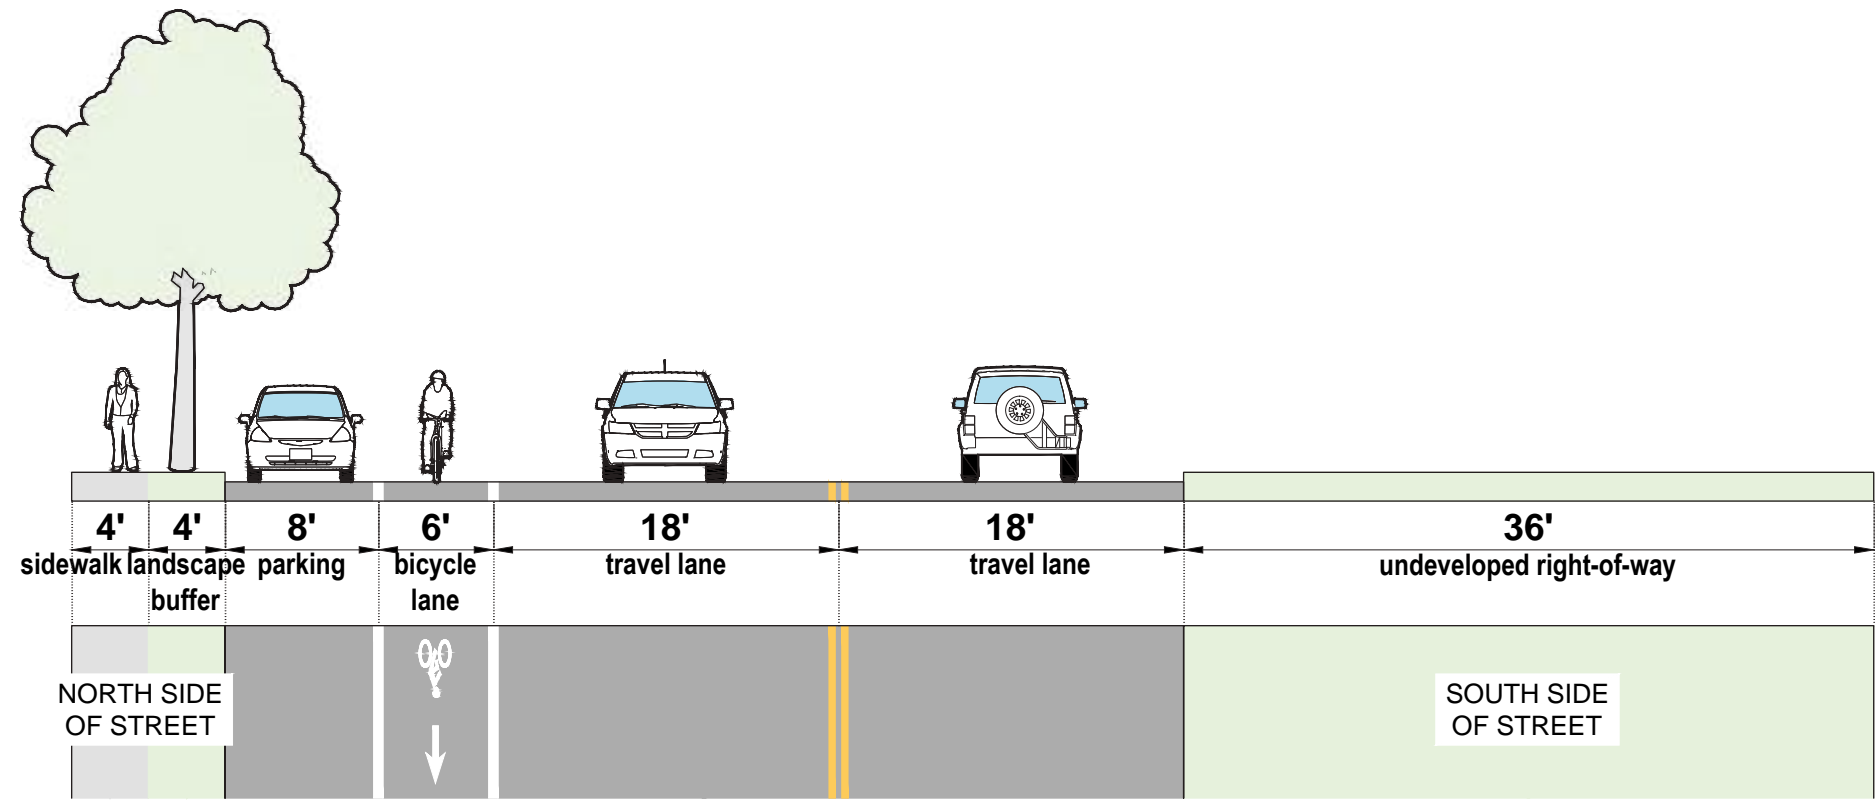 4' 4' 8' 6' 18' 18' 36'
sidewalk landscape parking bicycle travel lane travel lane undeveloped right-of-way
buffer lane
NORTH SIDE SOUTH SIDE
OF STREET OF STREET